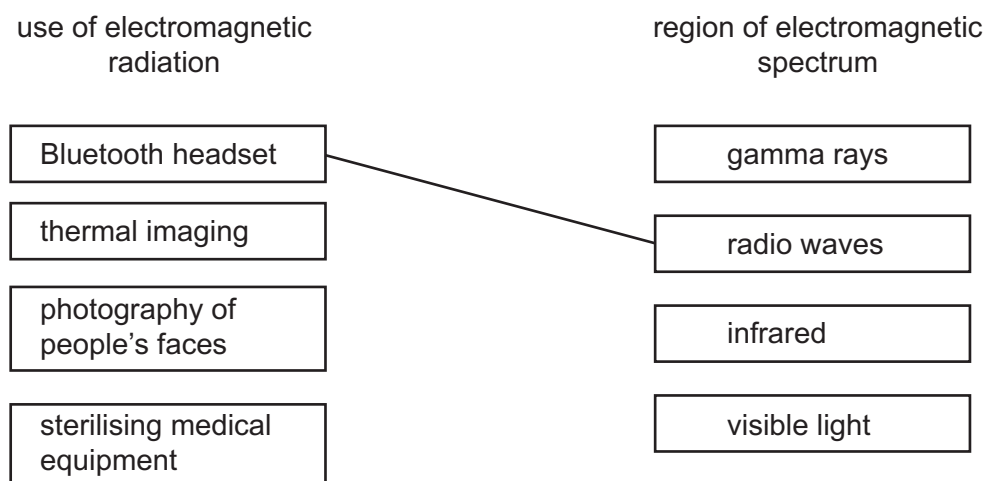 use of electromagnetic
radiation
region of electromagnetic
spectrum
Bluetooth headset
thermal imaging
photography of
people’s faces
sterilising medical
equipment
gamma rays
radio waves
infrared
visible light